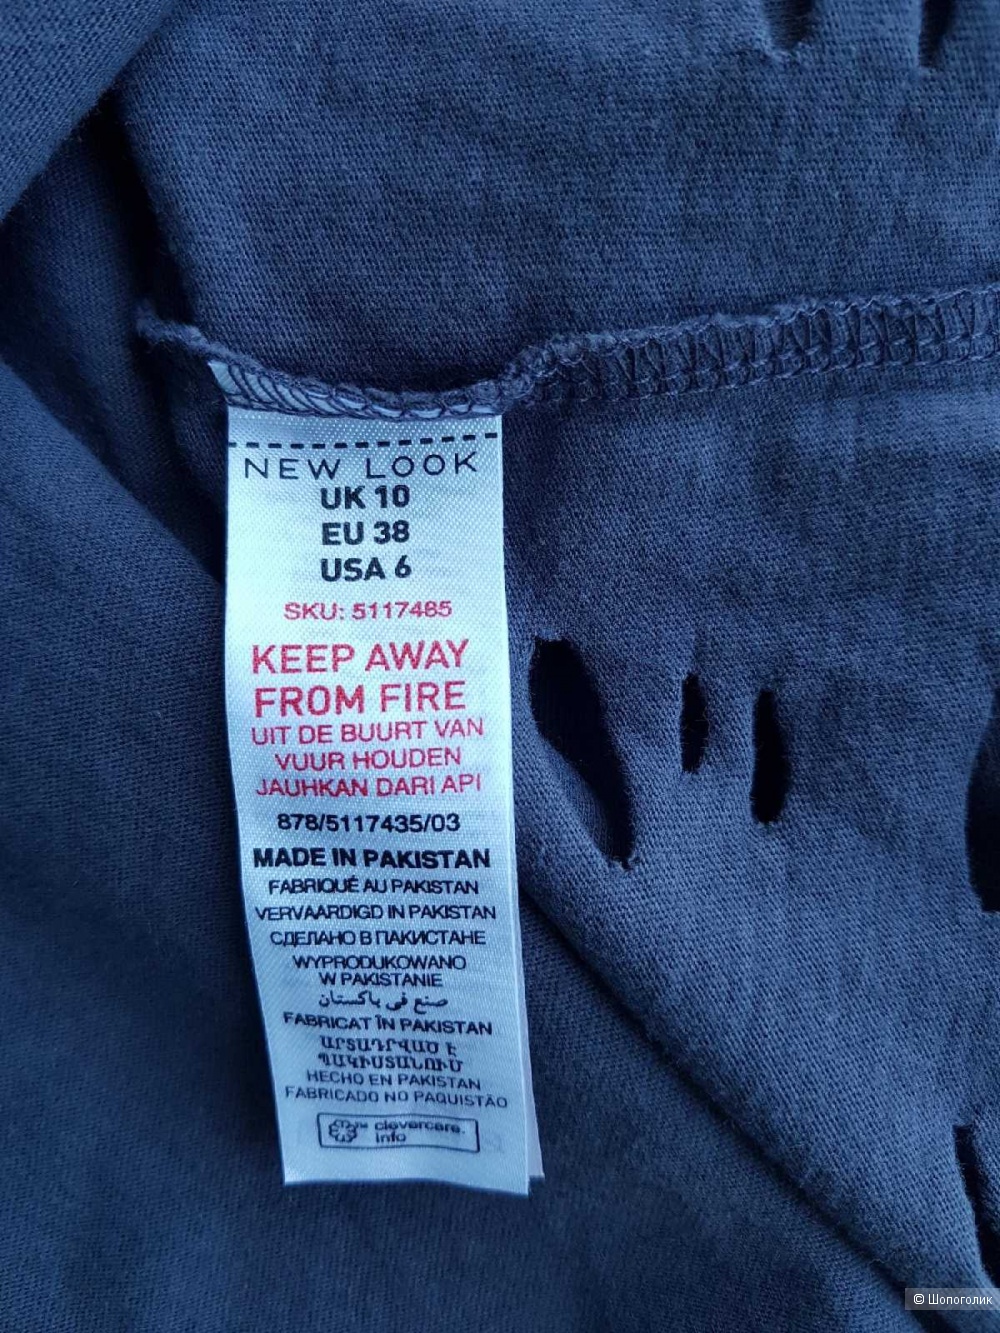 NEW LOOK
UK 10
EU 38
USA 6
SKU: 5117485
KEEP AWAY
FROM FIRE
UIT DE BUURT VAN
VUUR HOUDEN
JAUHKAN DARI API
878/5117435/03
MADE IN PAKISTAN
FABRIQUÉ AU PAKISTAN
VERVAARDIGD IN PAKISTAN
СДЕЛАНО В ПАКИСТАНЕ
WYPRODUKOWANO
W PAKISTANIE
صنع في باكستان
FABRICAT ÎN PAKISTAN
ԱՐՏԱԴՐՎԱԾ Է
ՊԱԿԻՍՏԱՆՈՒՄ
HECHO EN PAKISTAN
FABRICADO NO PAQUISTÃO
clevercare.
info
© Шопоголик